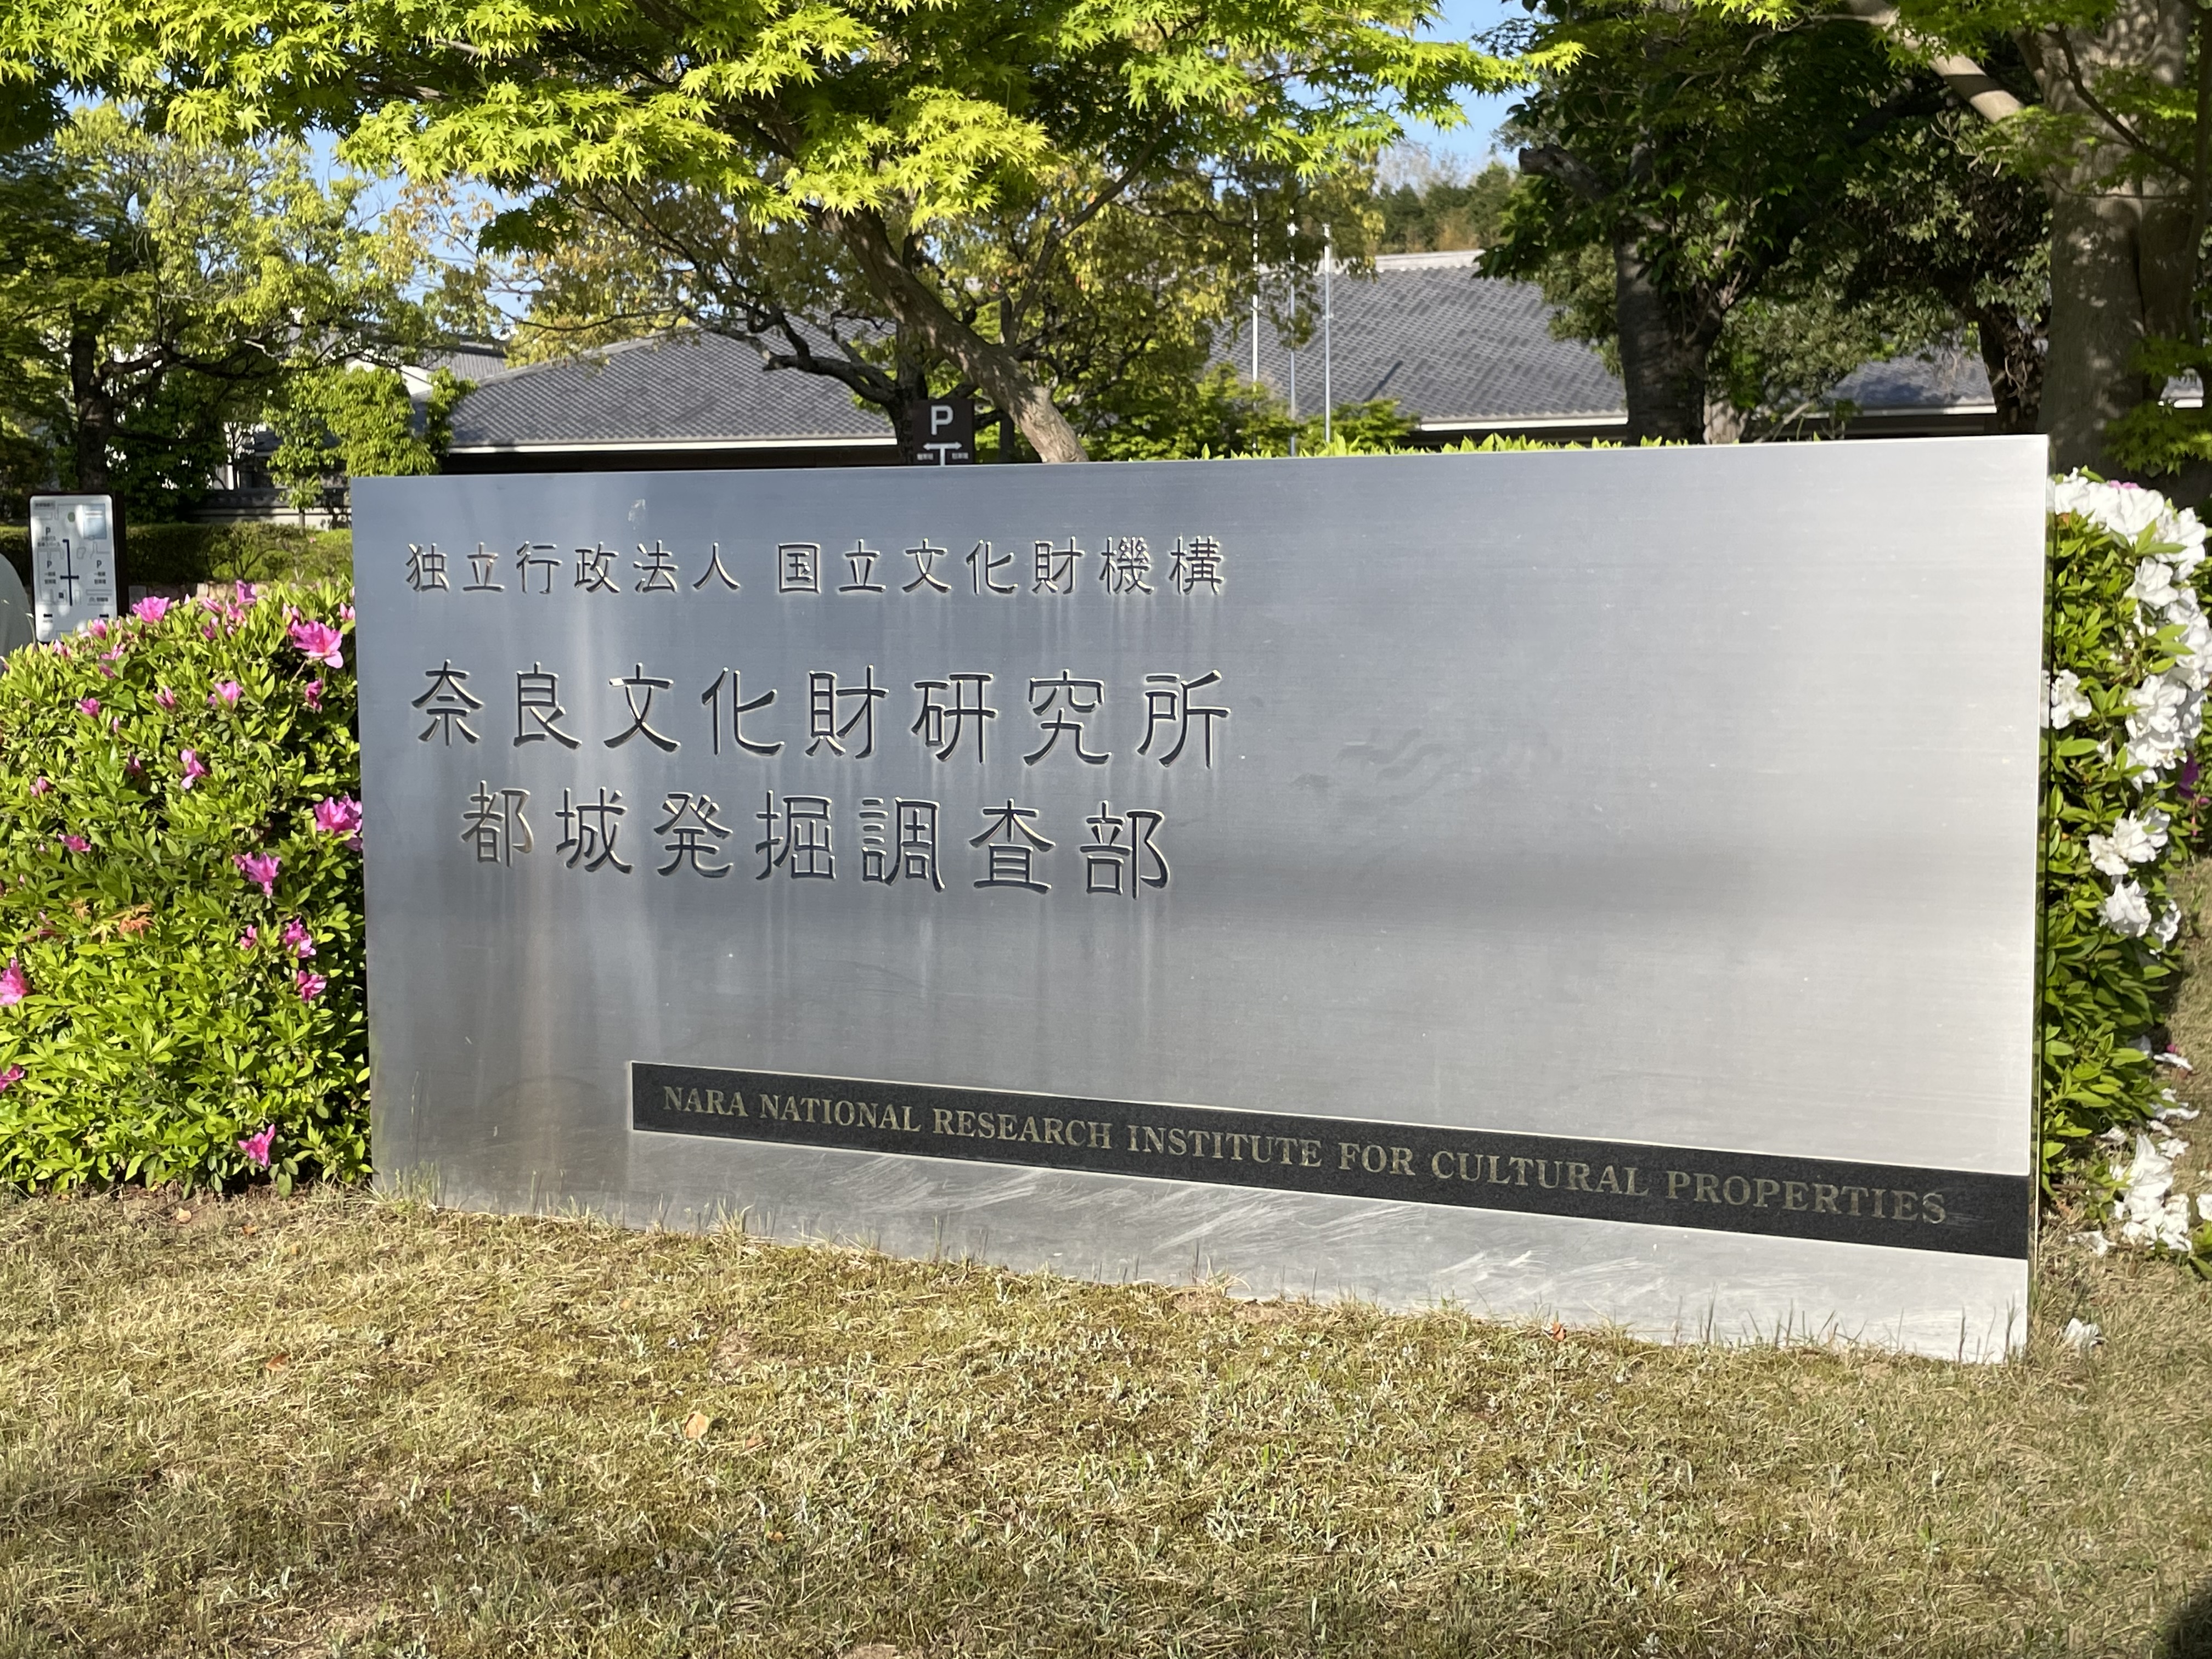 独立行政法人 国立文化財機構
奈良文化財研究所
都城発掘調査部
NARA NATIONAL RESEARCH INSTITUTE FOR CULTURAL PROPERTIES
P
P
P
P